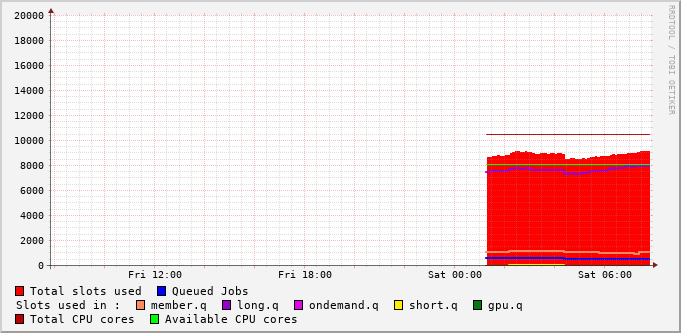 20000
18000
16000
14000
12000
10000
8000
6000
4000
2000
0
Fri 12:00 Fri 18:00 Sat 00:00 Sat 06:00
RRDTOOL / TOBI OETIKER
Total slots used Queued Jobs
Slots used in : member.q long.q ondemand.q short.q gpu.q
Total CPU cores Available CPU cores